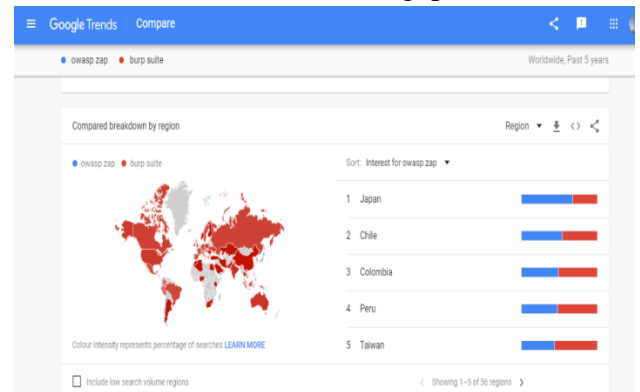 Google Trends Compare
owasp zap burp suite Worldwide, Past 5 years
Compared breakdown by region Region
owasp zap burp suite Sort: Interest for owasp zap
1 Japan
2 Chile
3 Colombia
4 Peru
5 Taiwan
Colour intensity represents percentage of searches LEARN MORE
Include low search volume regions Showing 1–5 of 56 regions